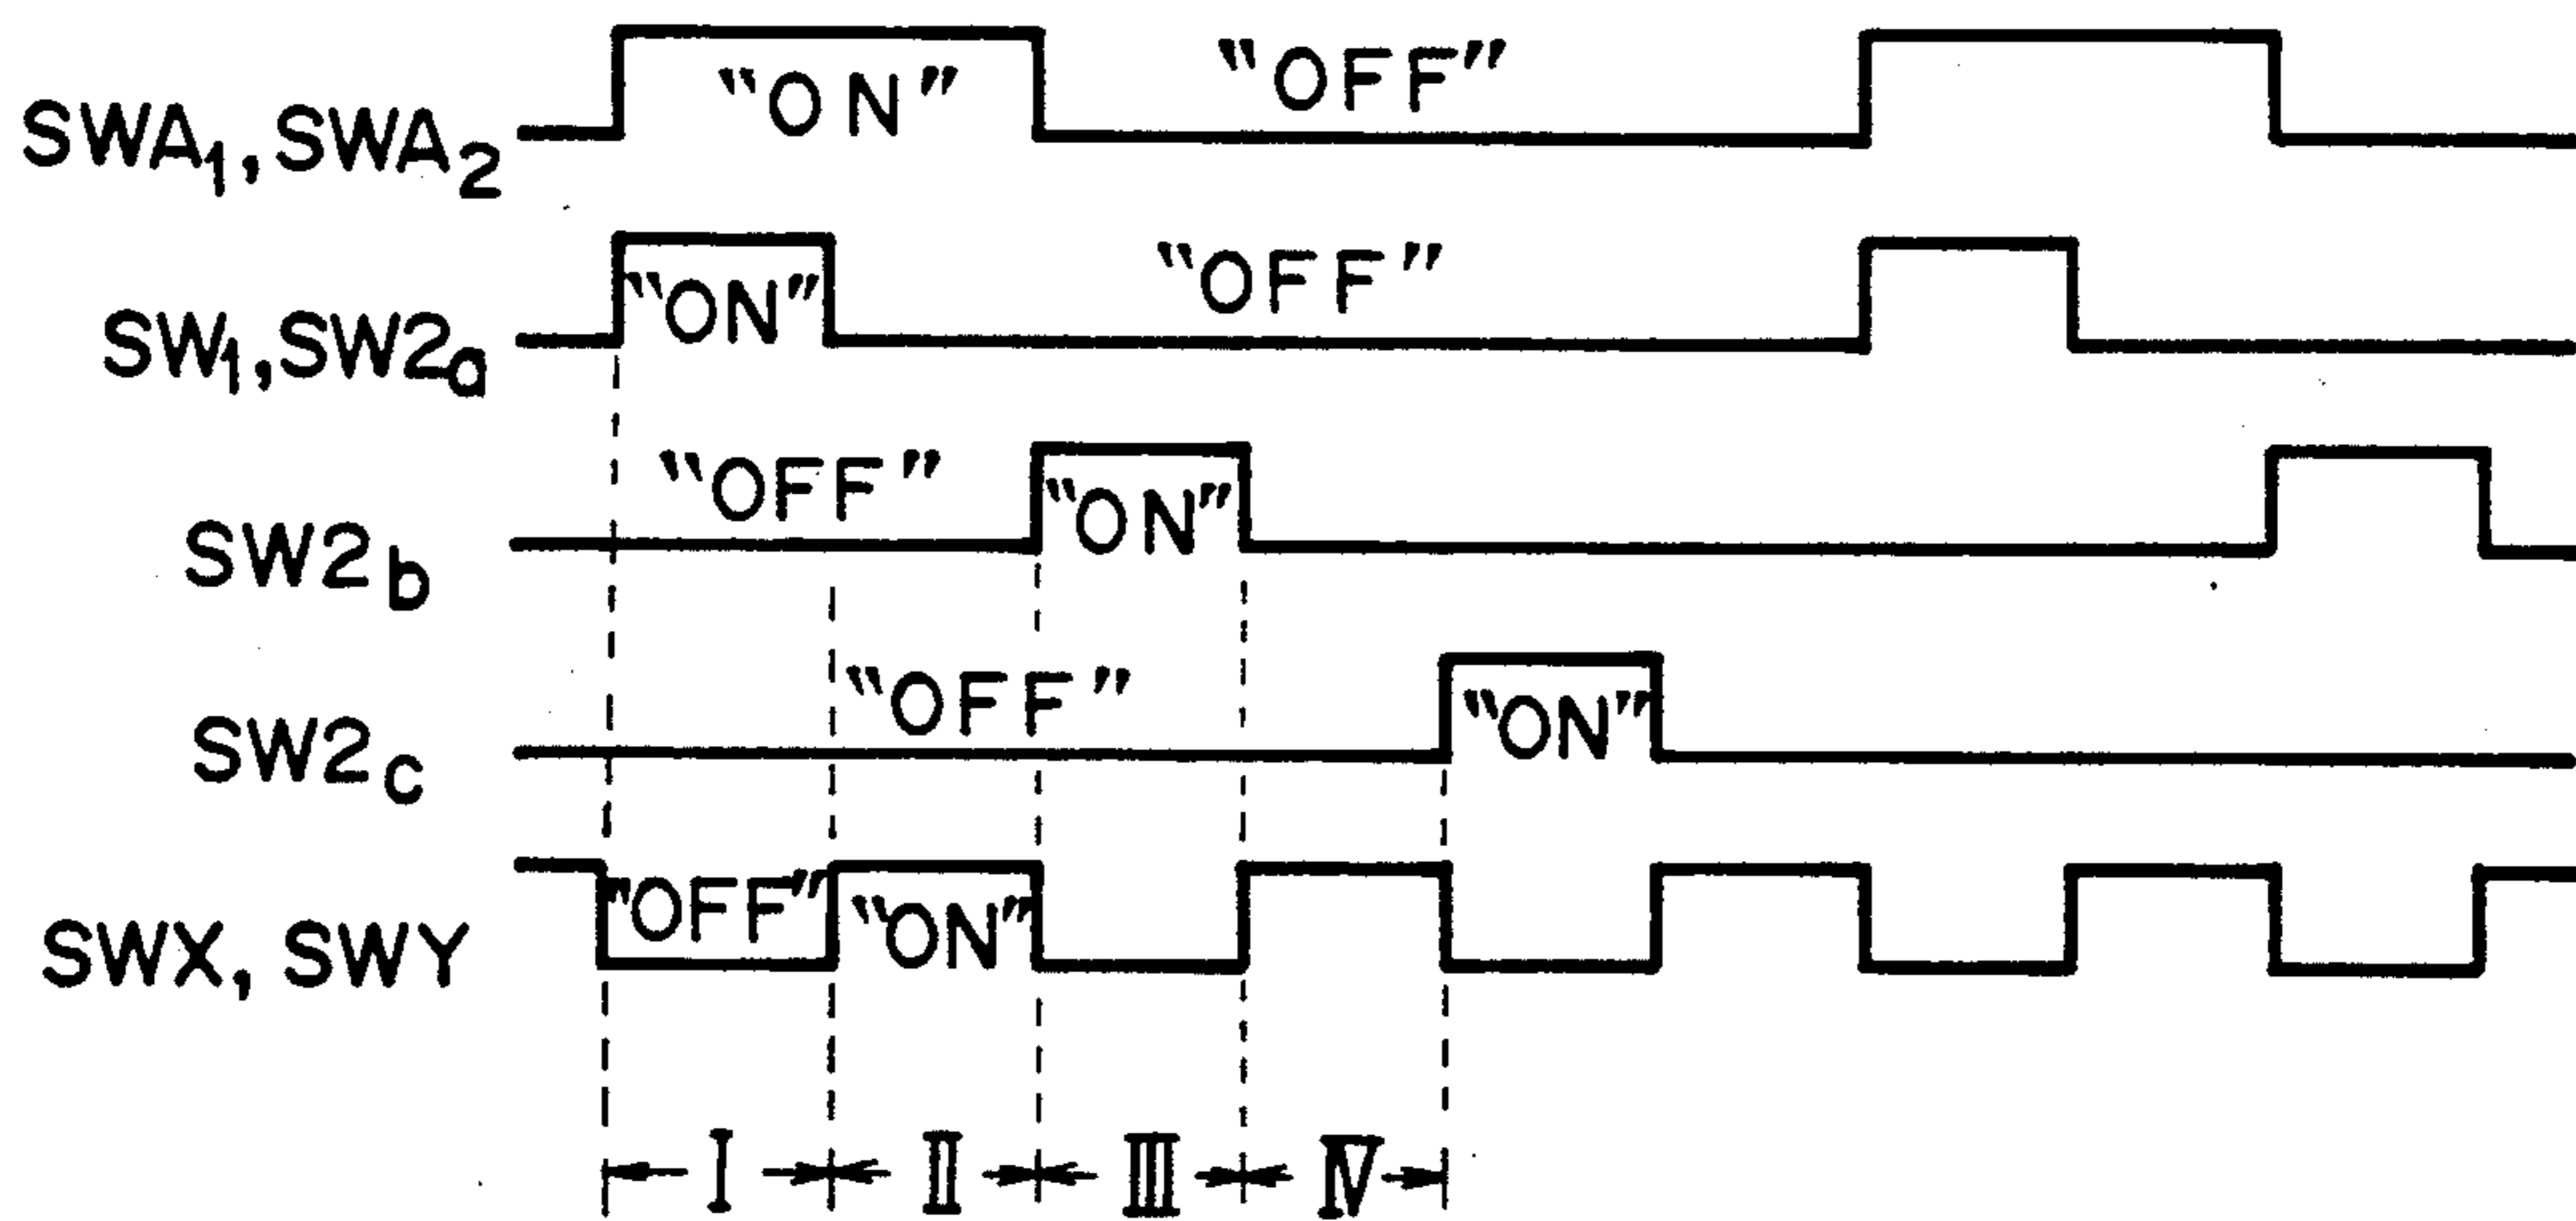 SWA1, SWA2 "ON" "OFF"
SW1, SW2a "ON" "OFF"
SW2b "OFF" "ON"
SW2c "OFF" "ON"
SWX, SWY "OFF" "ON"
I II III IV